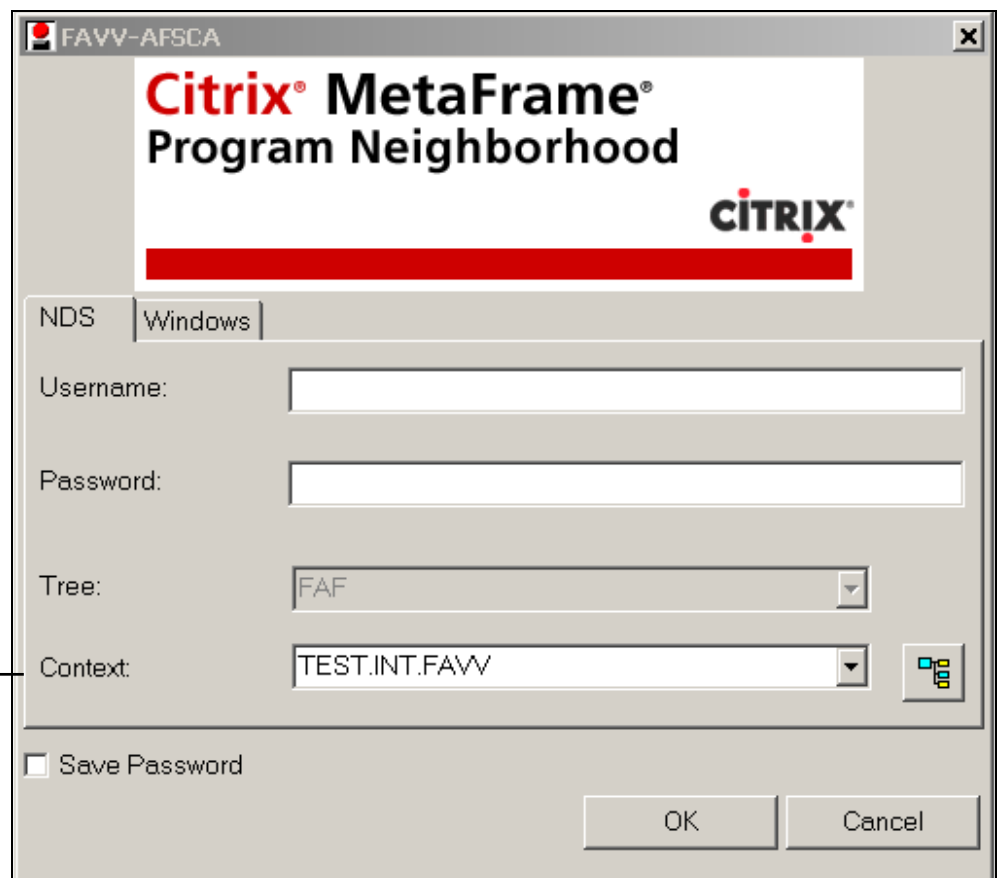 FAVV-AFSCA
Citrix® MetaFrame®
Program Neighborhood
CITRIX®
NDS
Windows
Username:
Password:
Tree:
FAF
Context:
TEST.INT.FAVV
Save Password
OK
Cancel